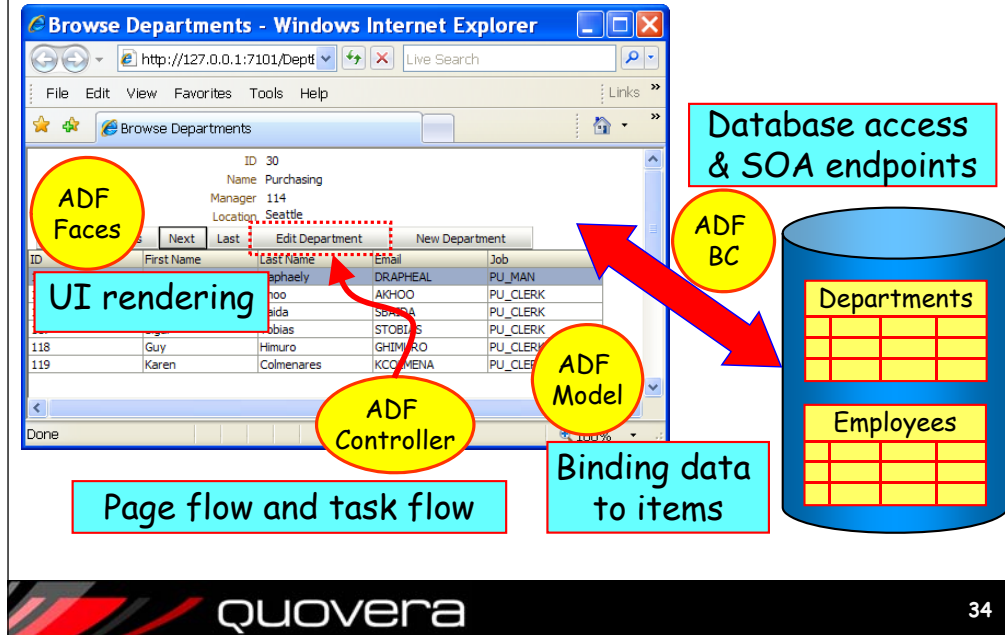 Browse Departments - Windows Internet Explorer
http://127.0.0.1:7101/Dept
Live Search
File Edit View Favorites Tools Help
Links »
Browse Departments
»
ID 30
Name Purchasing
Manager 114
Location Seattle
Next Last Edit Department New Department
ID First Name Last Name Email Job
DRAPHEAL PU_MAN
AKHOO PU_CLERK
PU_CLERK
STOBIAS PU_CLERK
118 Guy Himuro GHIMURO PU_CLERK
119 Karen Colmenares KCOLMENA
Done
100%
ADF
Faces
UI rendering
ADF
Controller
Page flow and task flow
ADF
Model
Binding data
to items
Database access
& SOA endpoints
ADF
BC
Departments
Employees
quovera
34